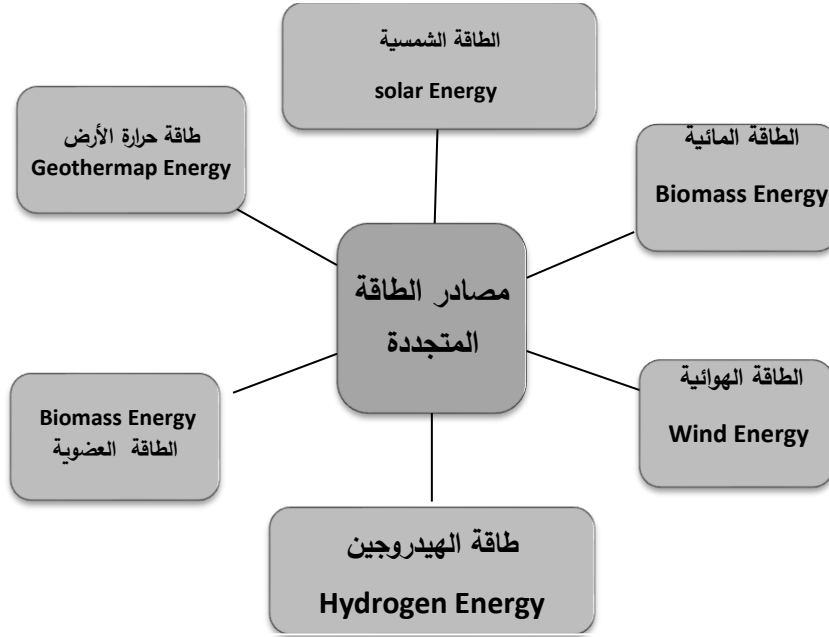 الطاقة الشمسية
solar Energy
طاقة حرارة الأرض
Geothermap Energy
الطاقة المائية
Biomass Energy
مصادر الطاقة
المتجددة
الطاقة الهوائية
Wind Energy
Biomass Energy
الطاقة العضوية
طاقة الهيدروجين
Hydrogen Energy